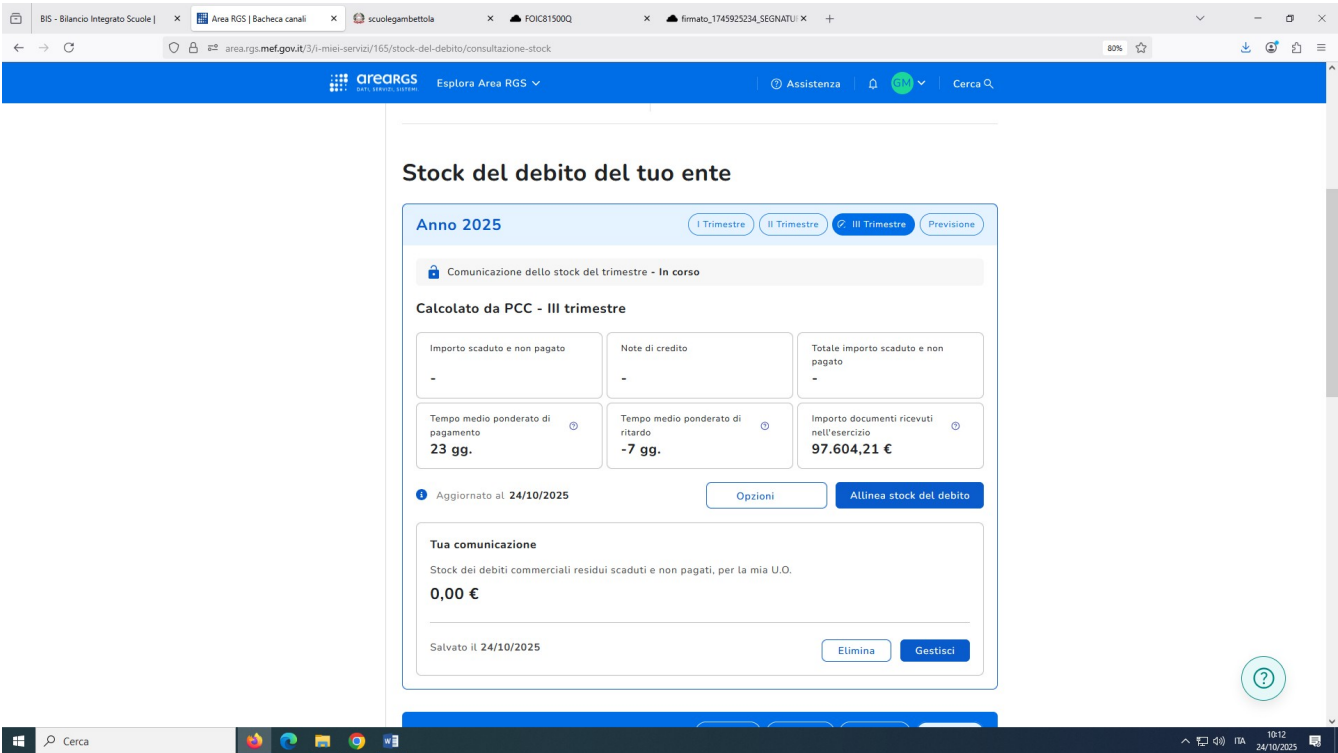 BIS - Bilancio Integrato Scuole |
Area RGS | Bacheca canali
scuolegambettola
FOIC81500Q
firmato_1745925234_SEGNATU
area.rgs.mef.gov.it/3/i-miei-servizi/165/stock-del-debito/consultazione-stock
80%
areaRGS
DATI, SERVIZI, SISTEMI
Esplora Area RGS
Assistenza
GM
Cerca
Stock del debito del tuo ente
Anno 2025
I Trimestre
II Trimestre
III Trimestre
Previsione
Comunicazione dello stock del trimestre - In corso
Calcolato da PCC - III trimestre
Importo scaduto e non pagato
-
Note di credito
-
Totale importo scaduto e non
pagato
-
Tempo medio ponderato di
pagamento
23 gg.
Tempo medio ponderato di
ritardo
-7 gg.
Importo documenti ricevuti
nell'esercizio
97.604,21 €
Aggiornato al 24/10/2025
Opzioni
Allinea stock del debito
Tua comunicazione
Stock dei debiti commerciali residui scaduti e non pagati, per la mia U.O.
0,00 €
Salvato il 24/10/2025
Elimina
Gestisci
Cerca
ITA
10:12
24/10/2025